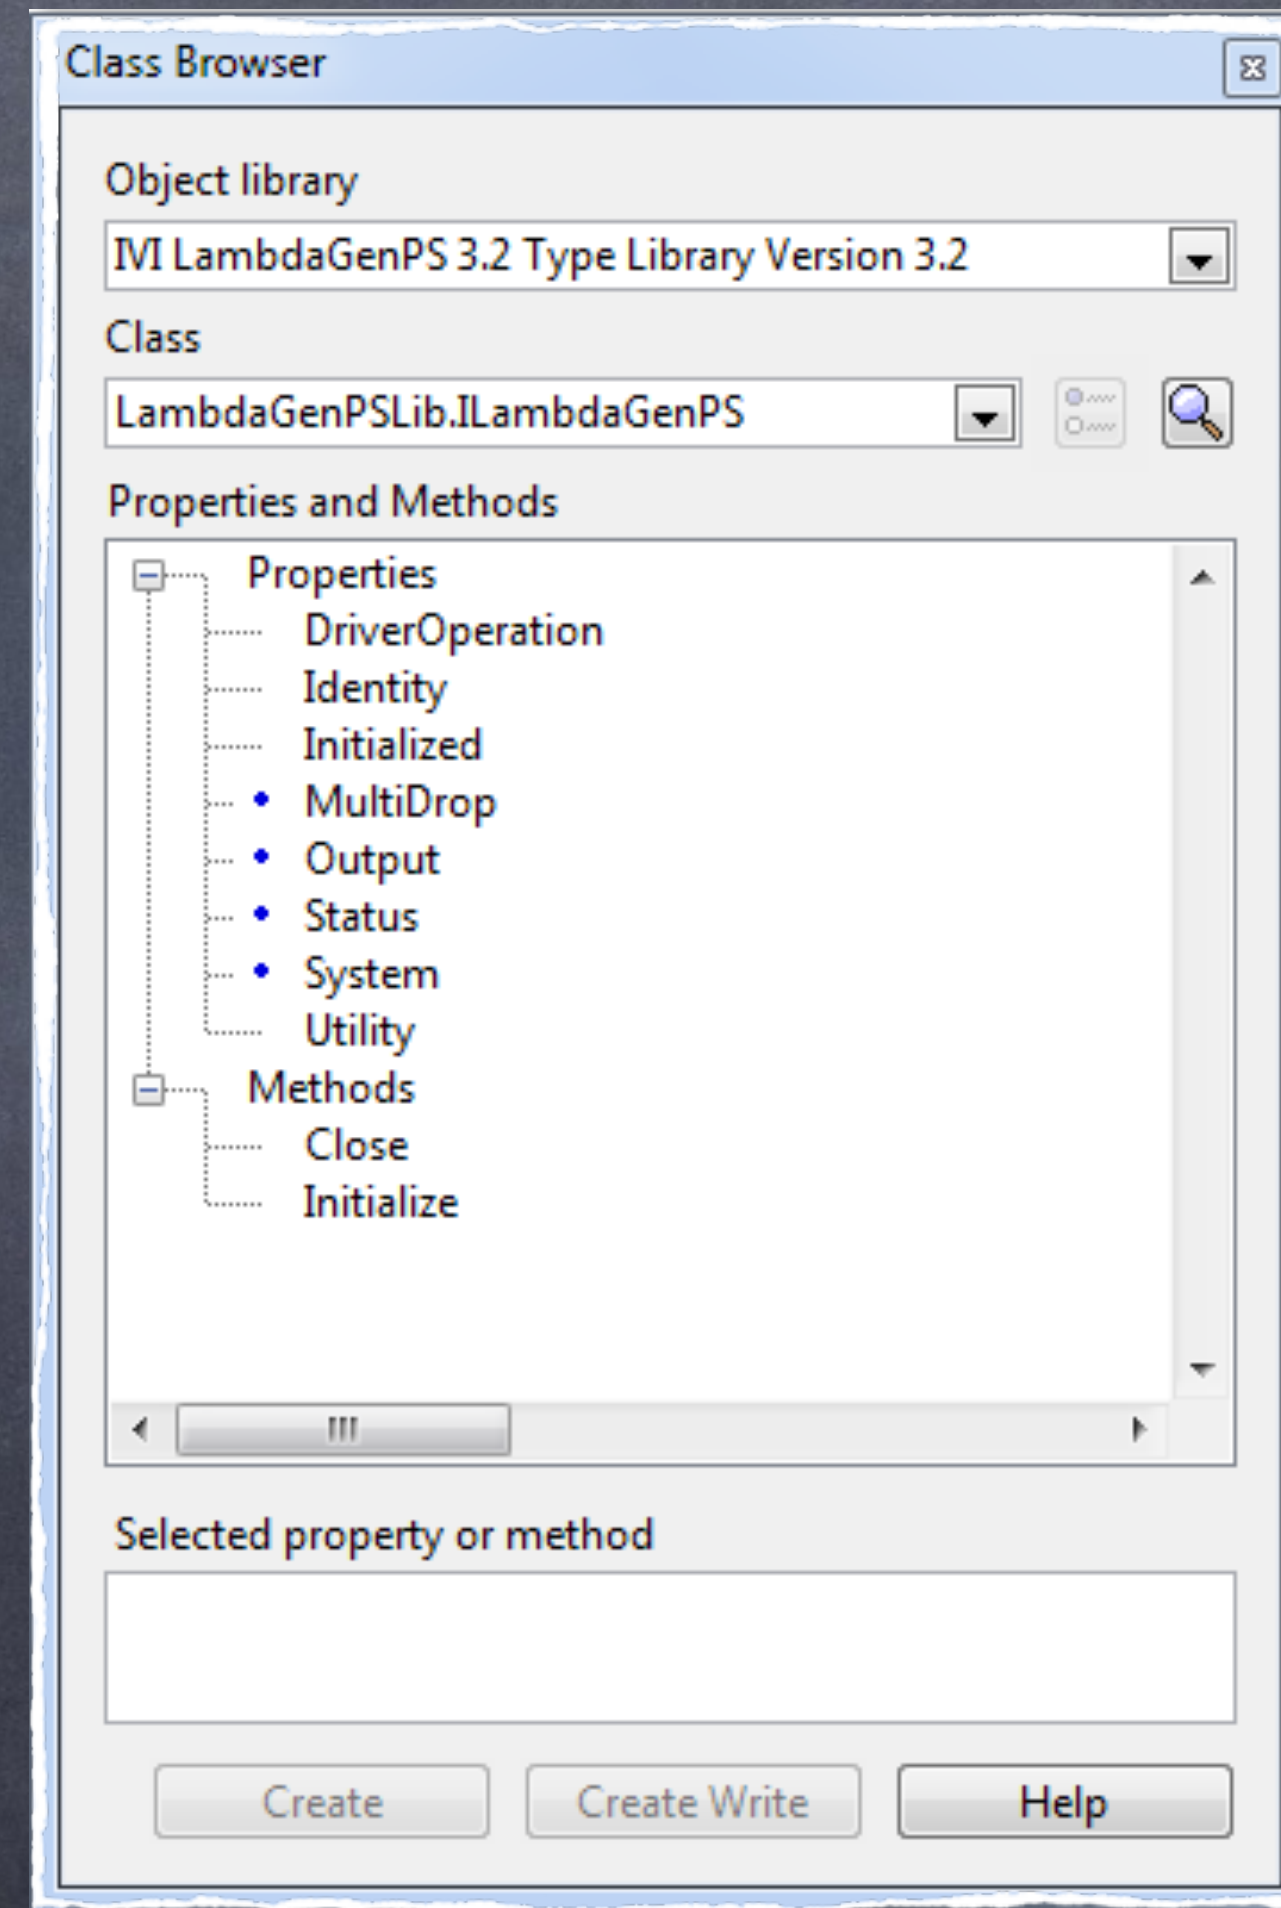 Class Browser
Object library
IVI LambdaGenPS 3.2 Type Library Version 3.2
Class
LambdaGenPSLib.ILambdaGenPS
Properties and Methods
Properties
DriverOperation
Identity
Initialized
MultiDrop
Output
Status
System
Utility
Methods
Close
Initialize
Selected property or method
Create Create Write Help